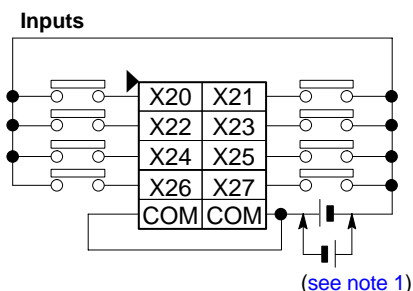 Inputs
X20 X21
X22 X23
X24 X25
X26 X27
COM COM
(see note 1)